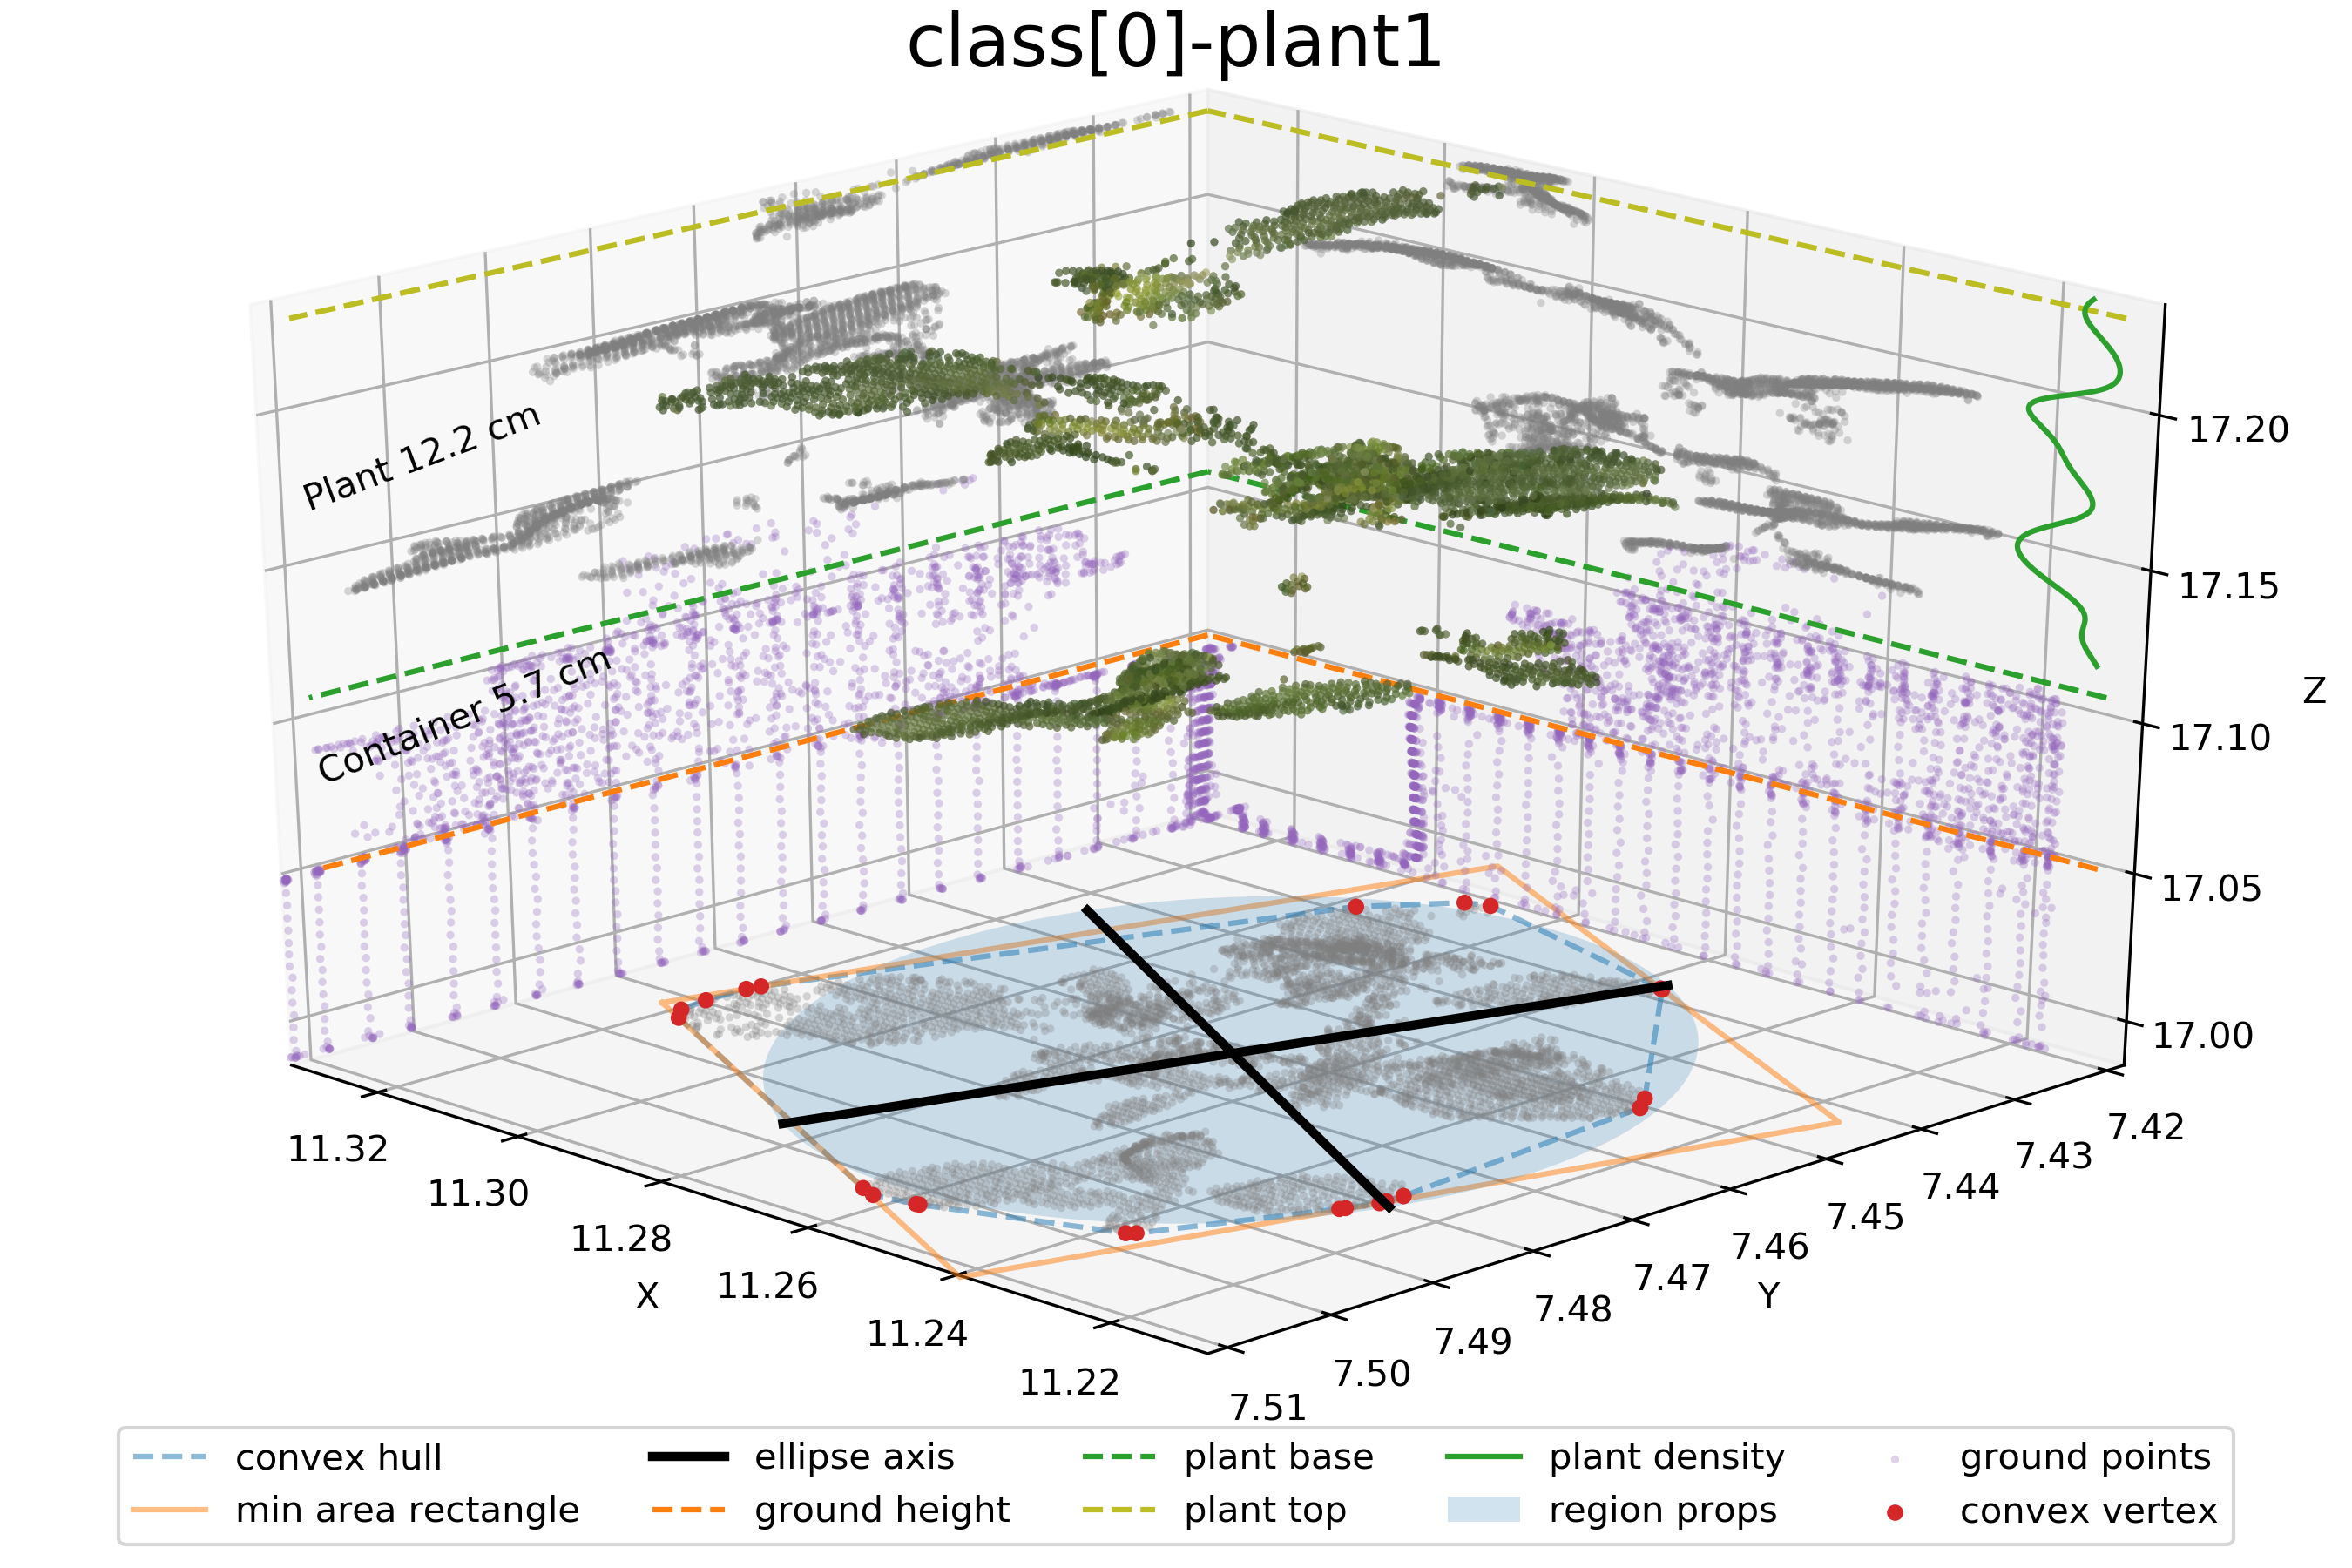 class[0]-plant1
Plant 12.2 cm
Container 5.7 cm
17.20
17.15
Z
17.10
17.05
17.00
11.32
11.30
11.28
11.26
11.24
11.22
X
7.42
7.43
7.44
7.45
7.46
7.47
7.48
7.49
7.50
7.51
Y
convex hull
min area rectangle
ellipse axis
ground height
plant base
plant top
plant density
region props
ground points
convex vertex